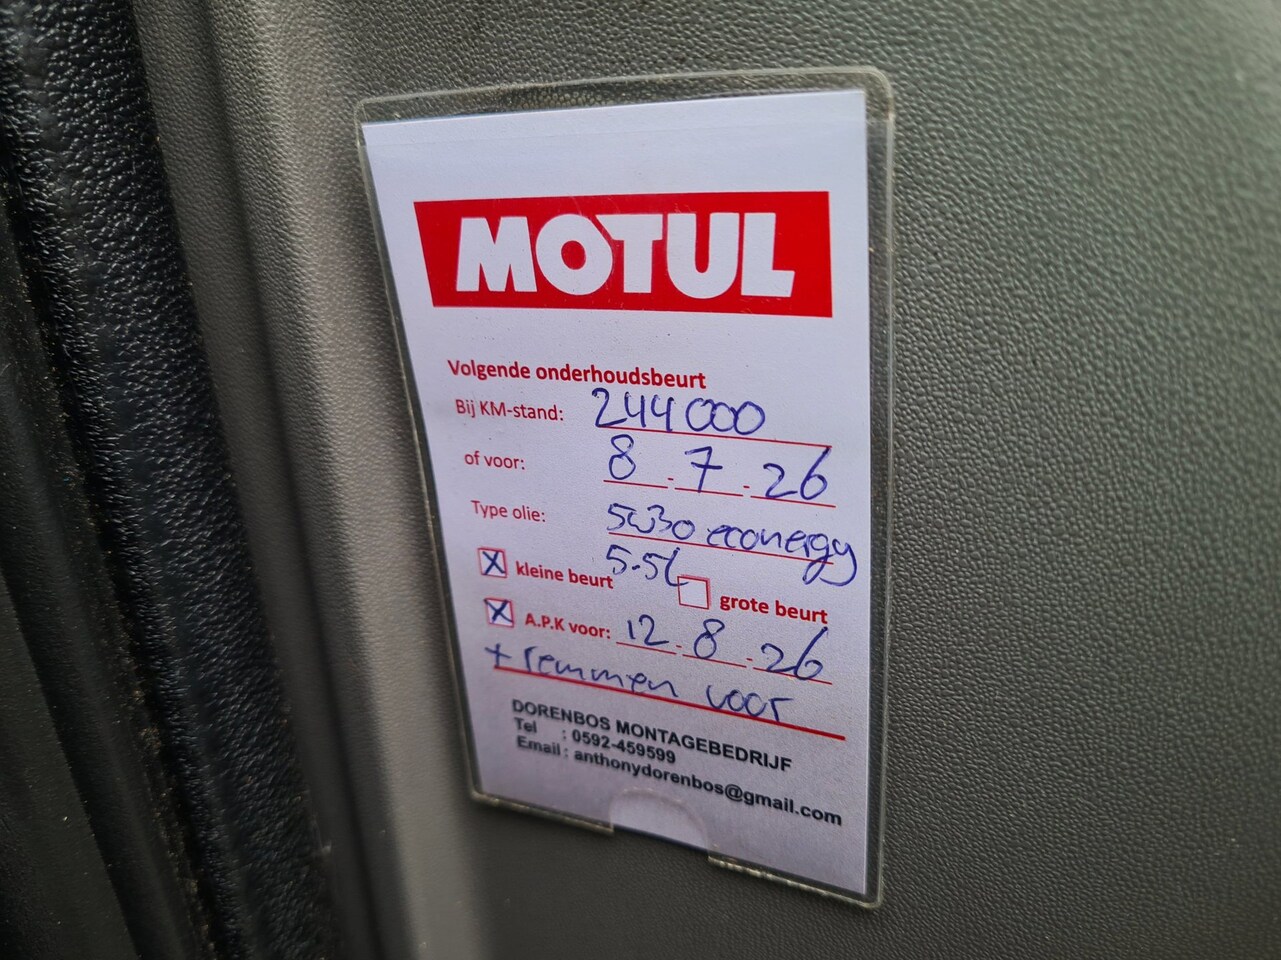 MOTUL
Volgende onderhoudsbeurt
Bij KM-stand: 244000
of voor: 8.7.26
Type olie: 5w30 econergy
5.5L
kleine beurt grote beurt
A.P.K voor: 12.8.26
+ remmen voor
DORENBOS MONTAGEBEDRIJF
Tel : 0592-459599
Email : anthonydorenbos@gmail.com